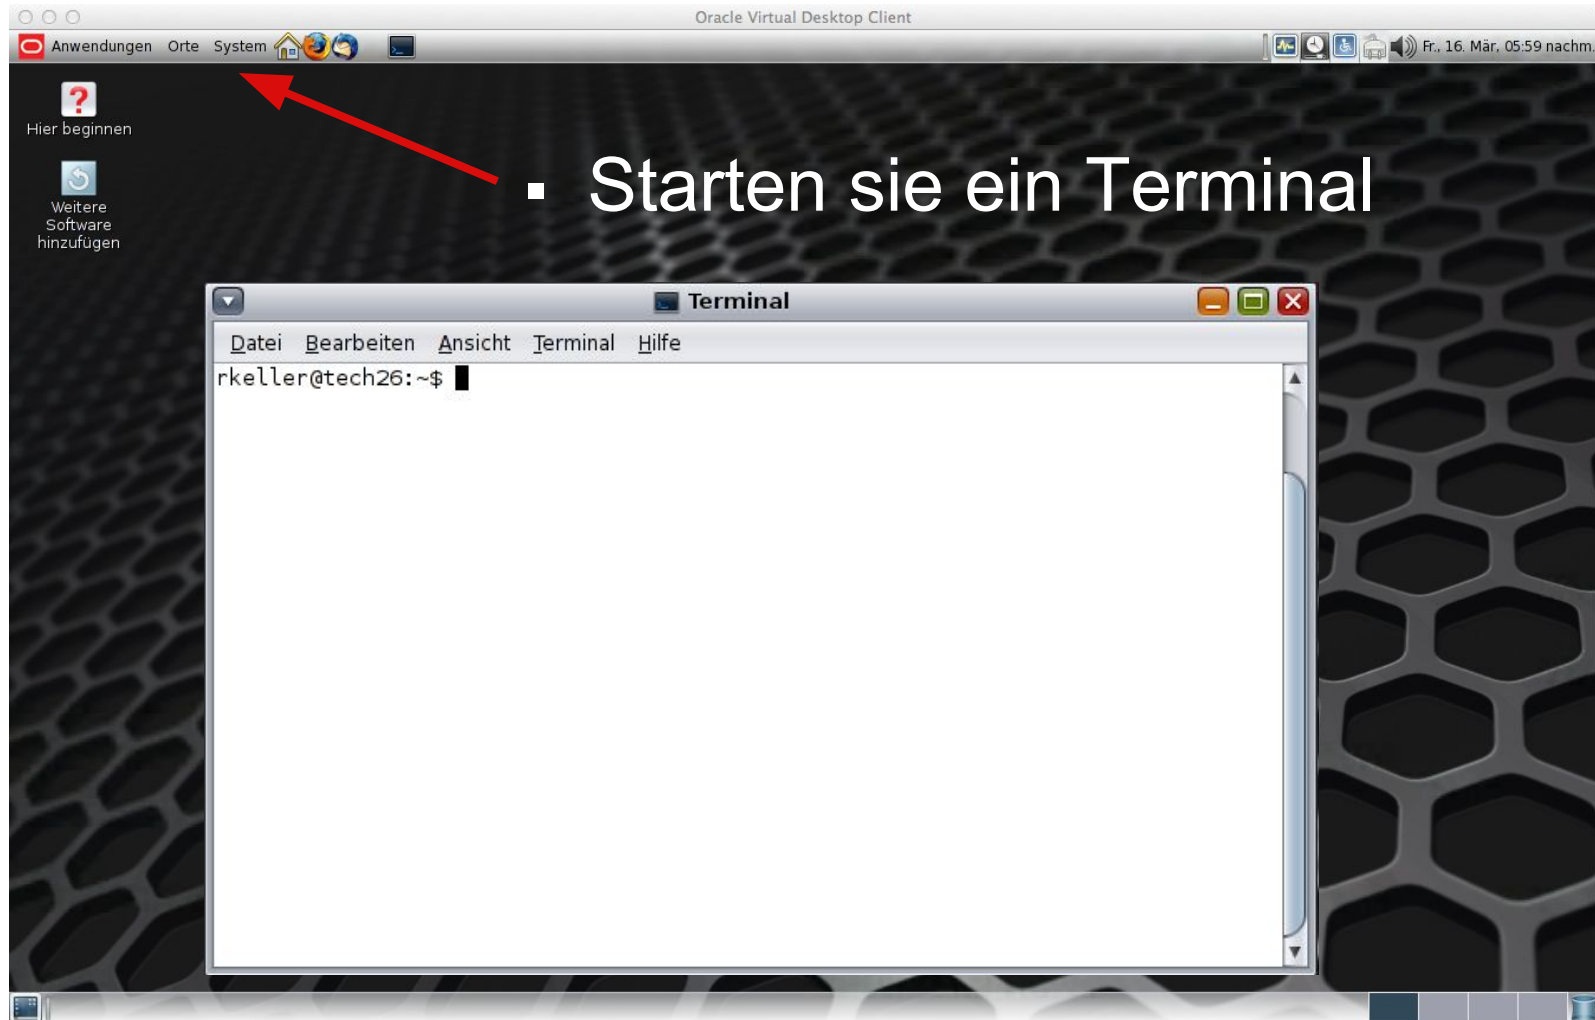 Oracle Virtual Desktop Client
Anwendungen Orte System Fr., 16. Mär, 05:59 nachm.
Hier beginnen
Weitere
Software
hinzufügen
▪ Starten sie ein Terminal
Terminal
Datei Bearbeiten Ansicht Terminal Hilfe
rkeller@tech26:~$